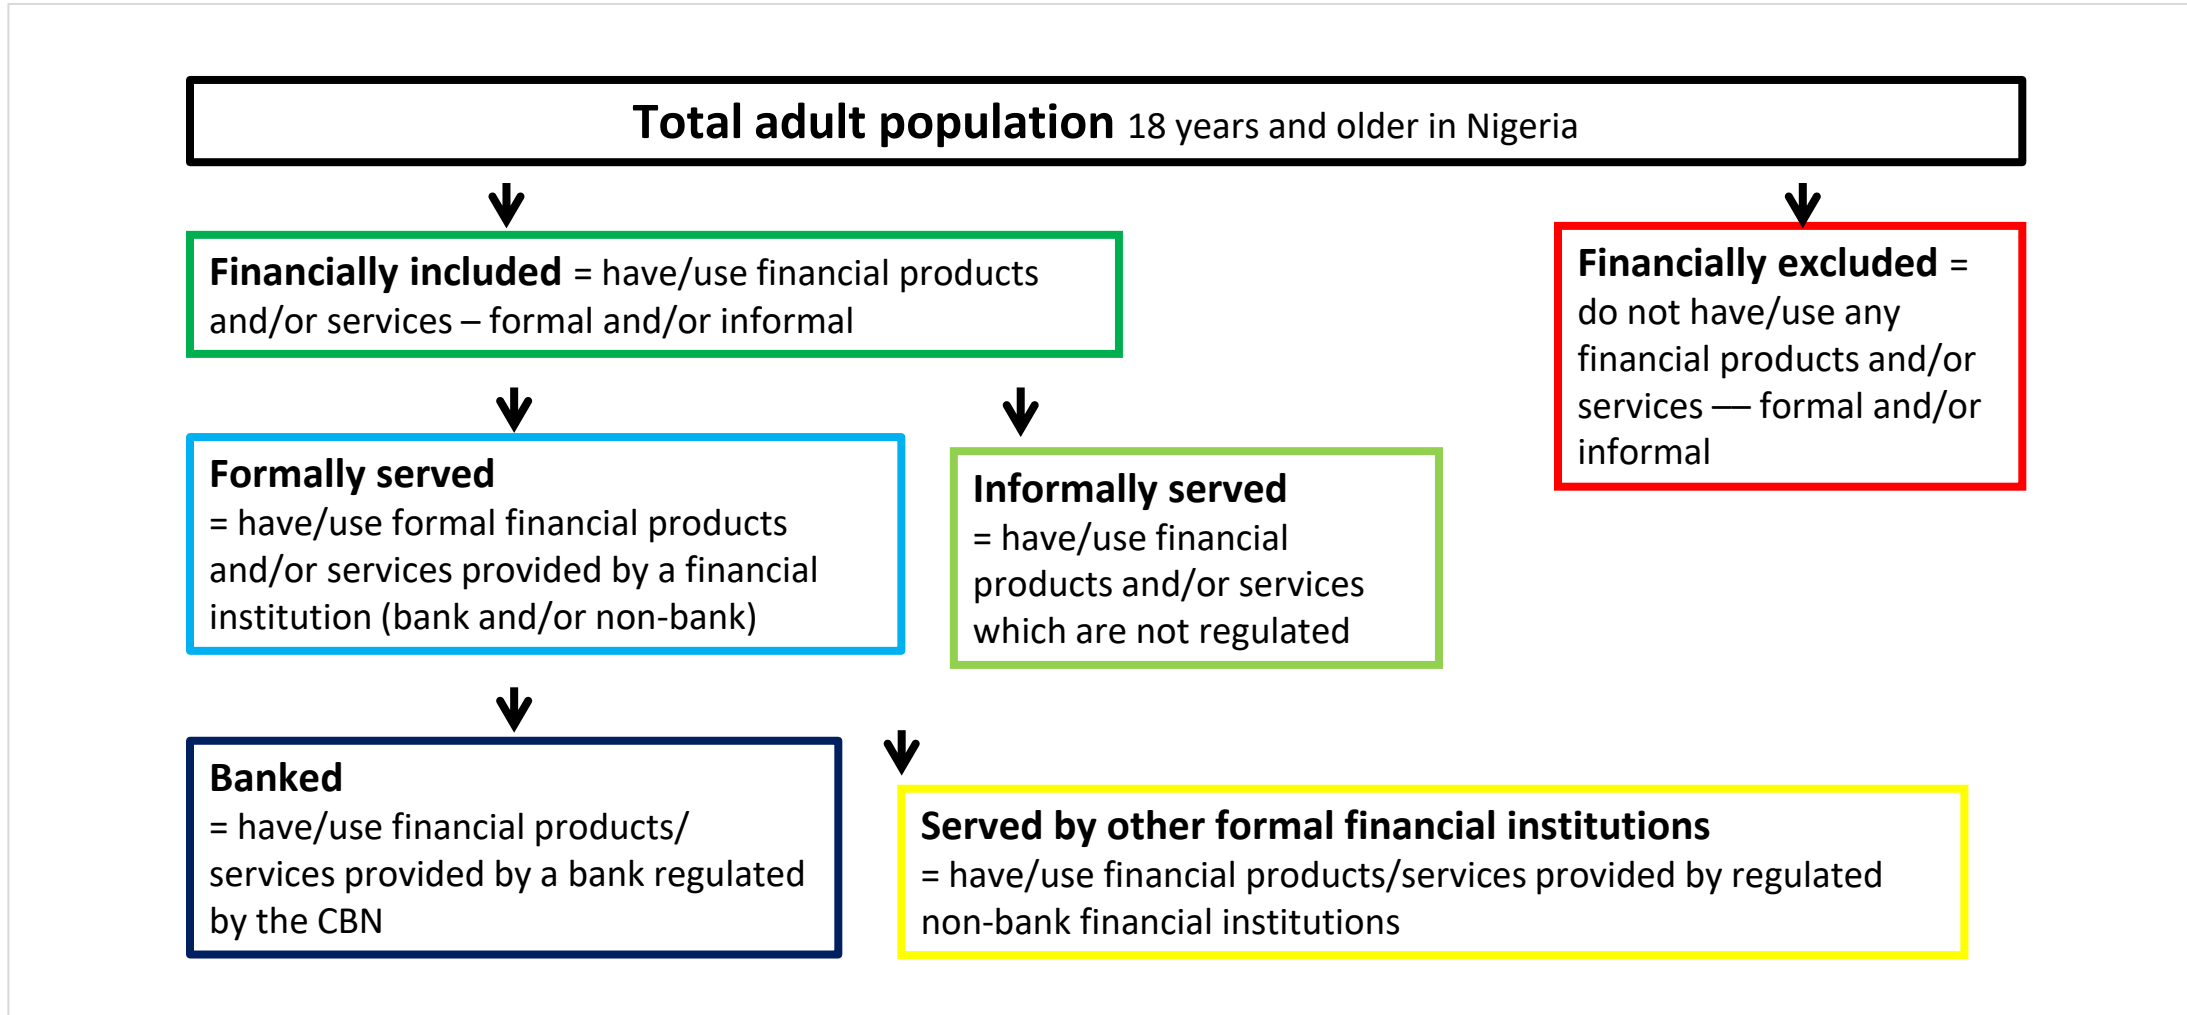 Total adult population 18 years and older in Nigeria
Financially included = have/use financial products
and/or services – formal and/or informal
Financially excluded =
do not have/use any
financial products and/or
services –– formal and/or
informal
Formally served
= have/use formal financial products
and/or services provided by a financial
institution (bank and/or non-bank)
Informally served
= have/use financial
products and/or services
which are not regulated
Banked
= have/use financial products/
services provided by a bank regulated
by the CBN
Served by other formal financial institutions
= have/use financial products/services provided by regulated
non-bank financial institutions